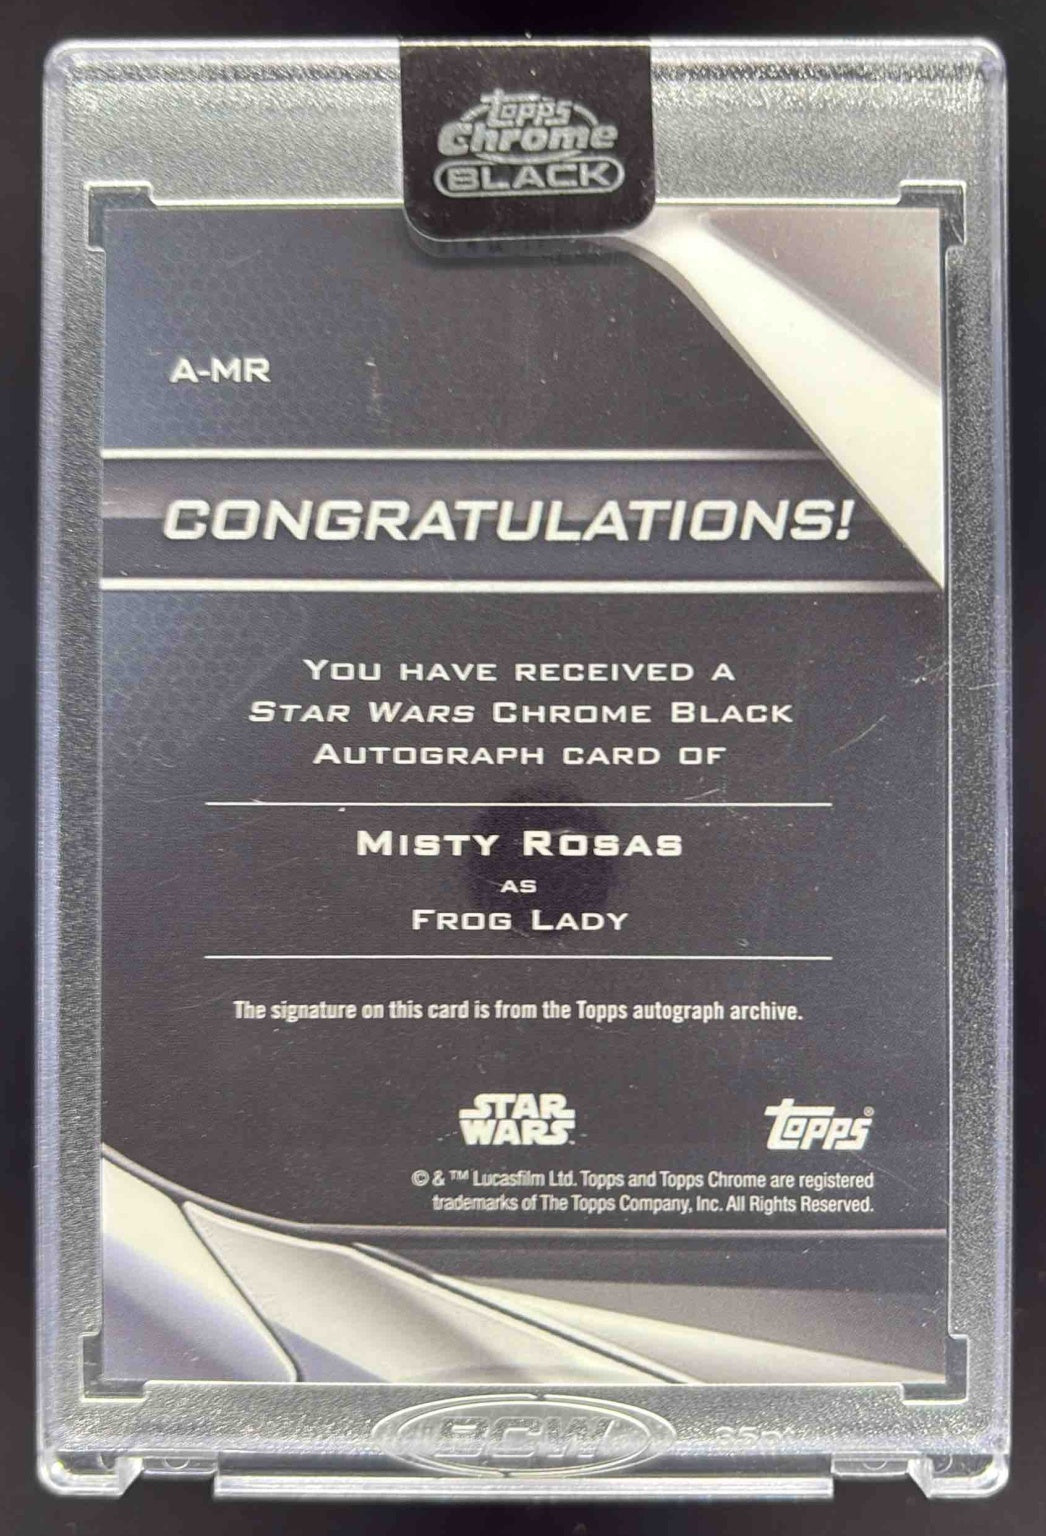 Topps
Chrome
BLACK
A-MR
CONGRATULATIONS!
YOU HAVE RECEIVED A
STAR WARS CHROME BLACK
AUTOGRAPH CARD OF
MISTY ROSAS
AS
FROG LADY
The signature on this card is from the Topps autograph archive.
STAR
WARS
Topps®
© & ™ Lucasfilm Ltd. Topps and Topps Chrome are registered
trademarks of The Topps Company, Inc. All Rights Reserved.
BCW
35pt